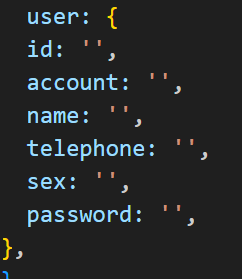 user: {
id: '',
account: '',
name: '',
telephone: '',
sex: '',
password: '',
},
}